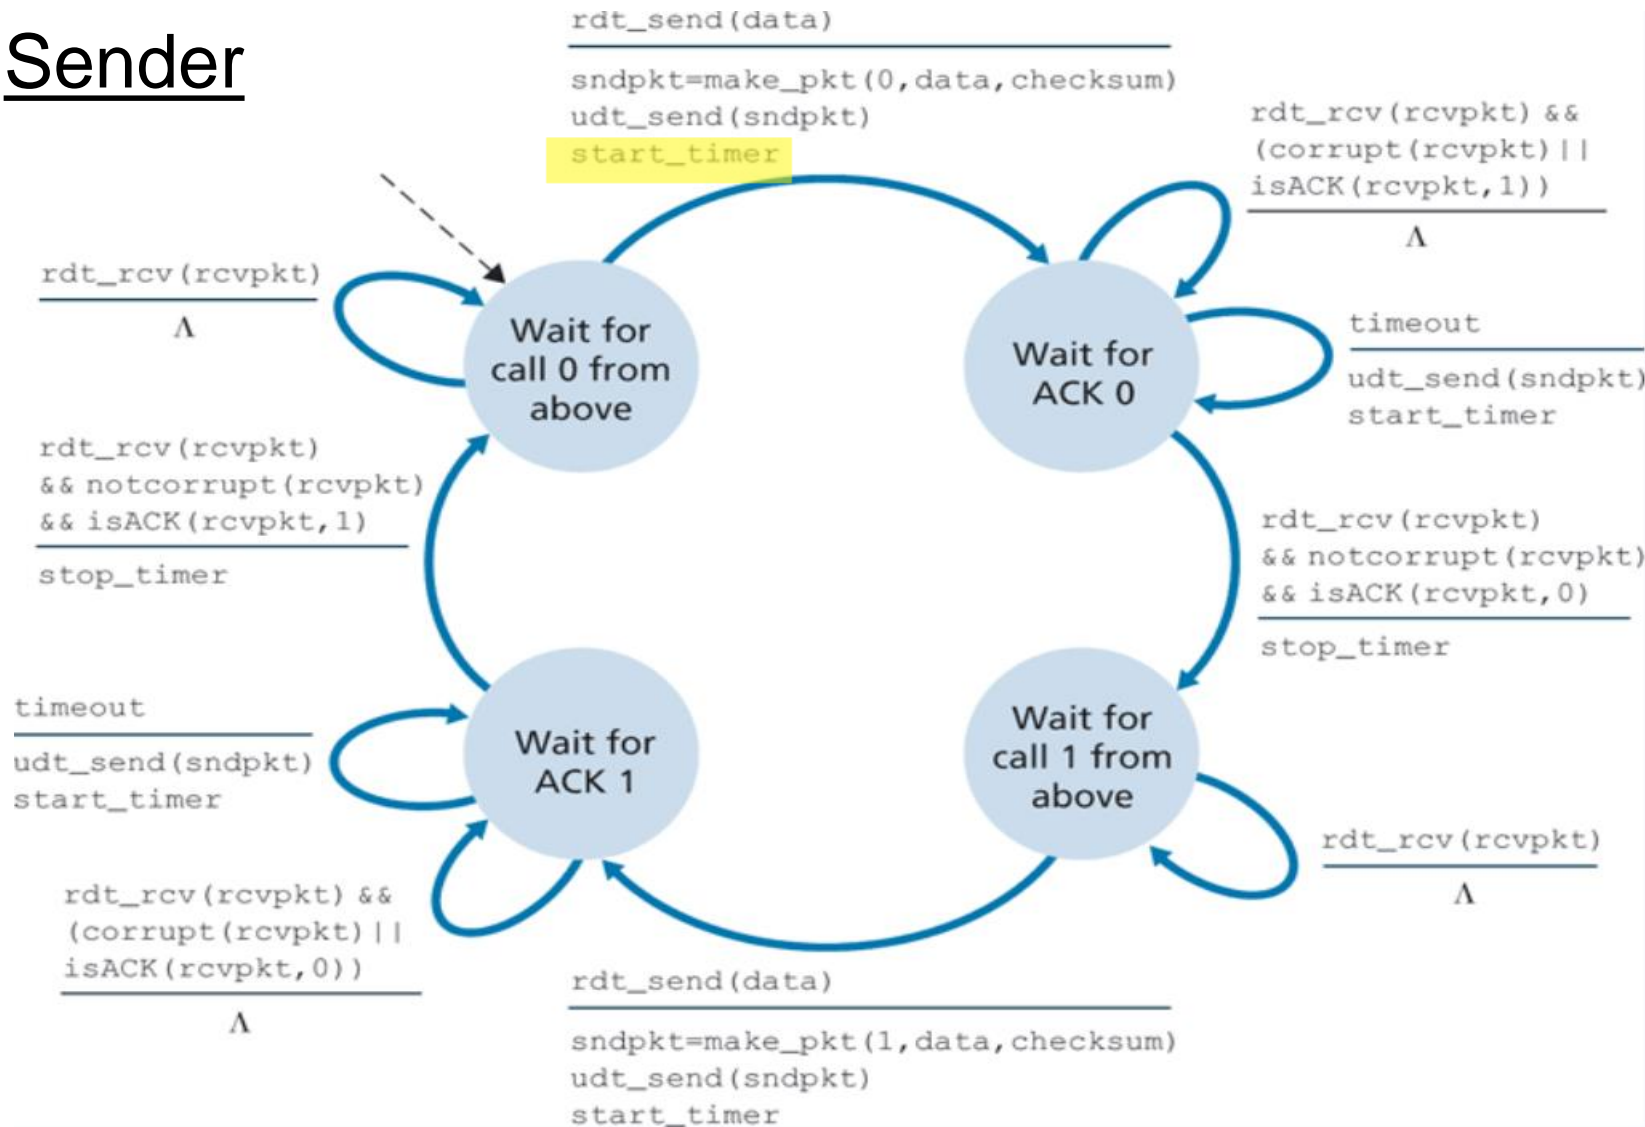 Sender
rdt_send(data)
sndpkt=make_pkt(0,data,checksum)
udt_send(sndpkt)
start_timer
rdt_rcv(rcvpkt) &&
(corrupt(rcvpkt)||
isACK(rcvpkt,1))
Λ
rdt_rcv(rcvpkt)
Λ
Wait for
call 0 from
above
Wait for
ACK 0
timeout
udt_send(sndpkt)
start_timer
rdt_rcv(rcvpkt)
&& notcorrupt(rcvpkt)
&& isACK(rcvpkt,1)
stop_timer
rdt_rcv(rcvpkt)
&& notcorrupt(rcvpkt)
&& isACK(rcvpkt,0)
stop_timer
timeout
udt_send(sndpkt)
start_timer
Wait for
ACK 1
Wait for
call 1 from
above
rdt_rcv(rcvpkt)
Λ
rdt_rcv(rcvpkt) &&
(corrupt(rcvpkt)||
isACK(rcvpkt,0))
Λ
rdt_send(data)
sndpkt=make_pkt(1,data,checksum)
udt_send(sndpkt)
start_timer